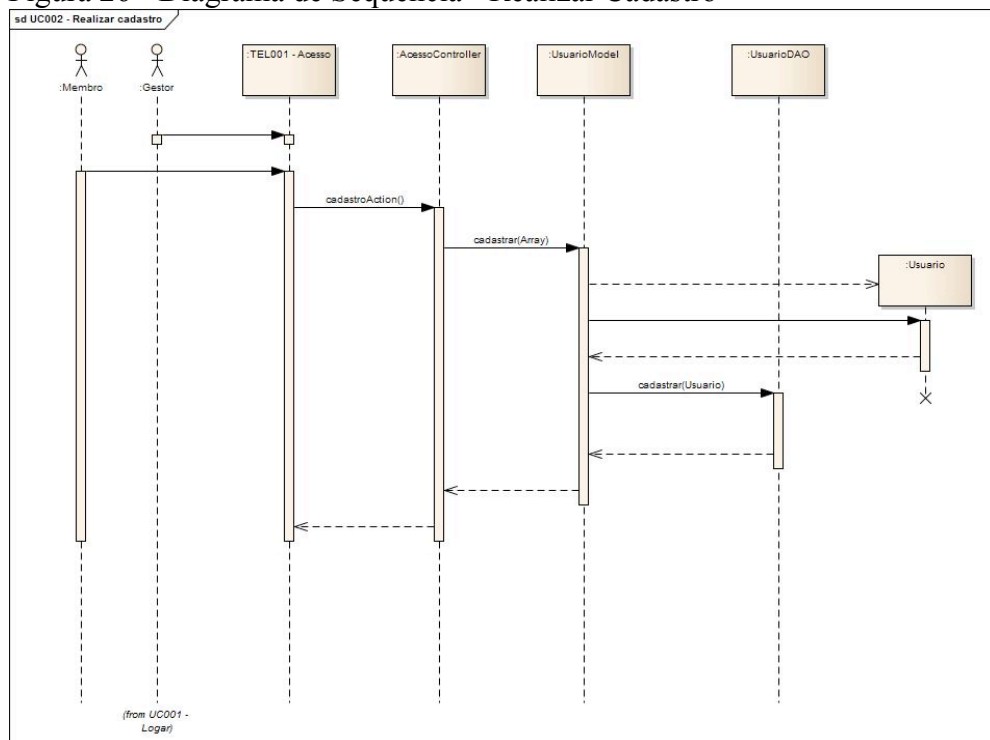 Figura 20 - Diagrama de Sequência - Realizar Cadastro
sd UC002 - Realizar cadastro
:Membro
:Gestor
:TEL001 - Acesso
:AcessoController
:UsuarioModel
:UsuarioDAO
cadastroAction()
cadastrar(Array)
:Usuario
cadastrar(Usuario)
(from UC001 -
Logar)